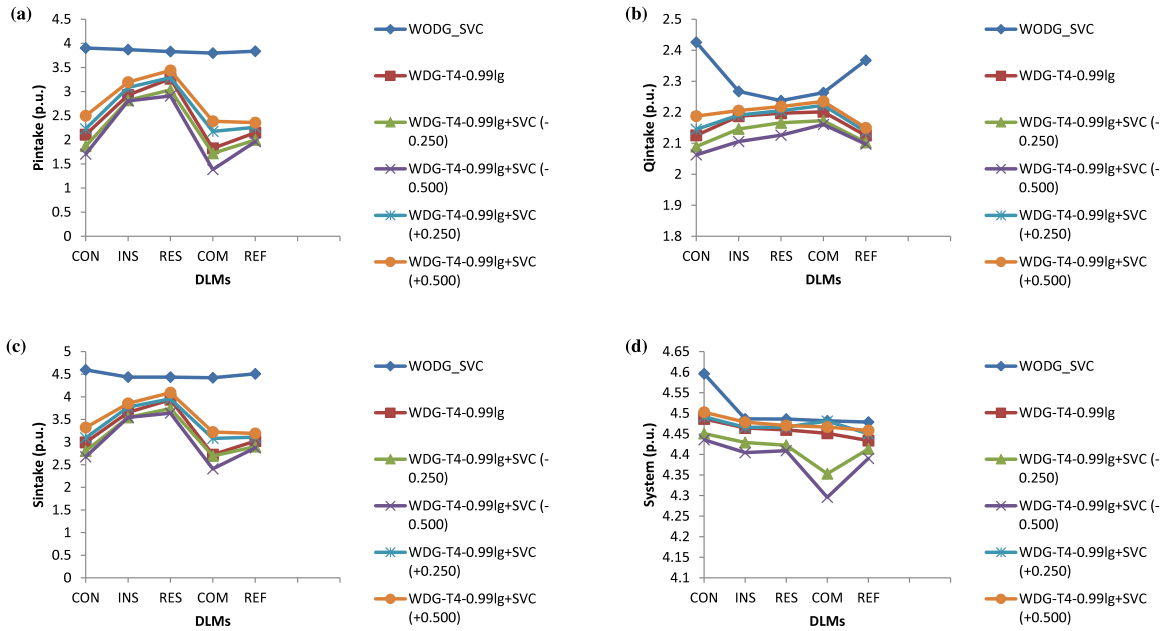 (a)
4.5
4
3.5
3
2.5
2
1.5
1
0.5
0
Pintake (p.u.)
CON INS RES COM REF
DLMs
WODG_SVC
WDG-T4-0.99lg
WDG-T4-0.99lg+SVC (-
0.250)
WDG-T4-0.99lg+SVC (-
0.500)
WDG-T4-0.99lg+SVC
(+0.250)
WDG-T4-0.99lg+SVC
(+0.500)
(b)
2.5
2.4
2.3
2.2
2.1
2
1.9
1.8
Qintake (p.u.)
CON INS RES COM REF
DLMs
WODG_SVC
WDG-T4-0.99lg
WDG-T4-0.99lg+SVC (-
0.250)
WDG-T4-0.99lg+SVC (-
0.500)
WDG-T4-0.99lg+SVC
(+0.250)
WDG-T4-0.99lg+SVC
(+0.500)
(c)
5
4.5
4
3.5
3
2.5
2
1.5
1
0.5
0
Sintake (p.u.)
CON INS RES COM REF
DLMs
WODG_SVC
WDG-T4-0.99lg
WDG-T4-0.99lg+SVC (-
0.250)
WDG-T4-0.99lg+SVC (-
0.500)
WDG-T4-0.99lg+SVC
(+0.250)
WDG-T4-0.99lg+SVC
(+0.500)
(d)
4.65
4.6
4.55
4.5
4.45
4.4
4.35
4.3
4.25
4.2
4.15
4.1
System (p.u.)
CON INS RES COM REF
DLMs
WODG_SVC
WDG-T4-0.99lg
WDG-T4-0.99lg+SVC (-
0.250)
WDG-T4-0.99lg+SVC (-
0.500)
WDG-T4-0.99lg+SVC
(+0.250)
WDG-T4-0.99lg+SVC
(+0.500)